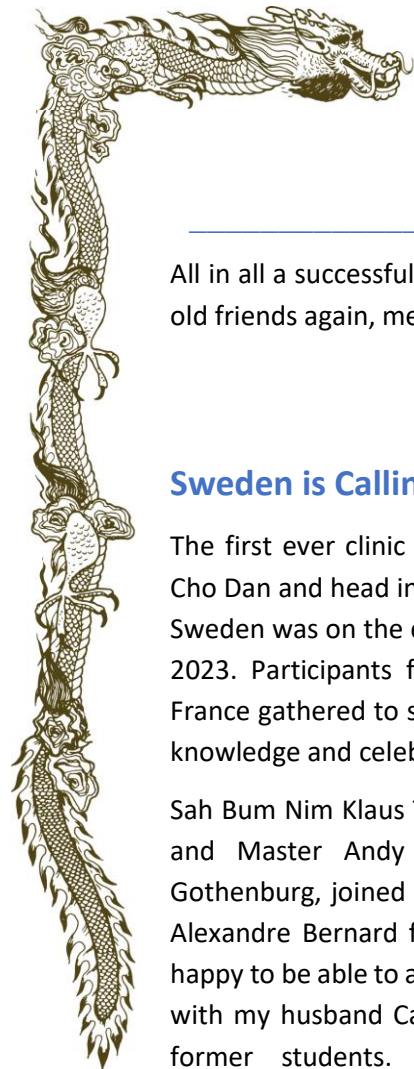 All in all a successful
old friends again, me
Sweden is Callin
The first ever clinic
Cho Dan and head in
Sweden was on the
2023. Participants f
France gathered to s
knowledge and celeb
Sah Bum Nim Klaus
and Master Andy
Gothenburg, joined
Alexandre Bernard f
happy to be able to a
with my husband Ca
former students.